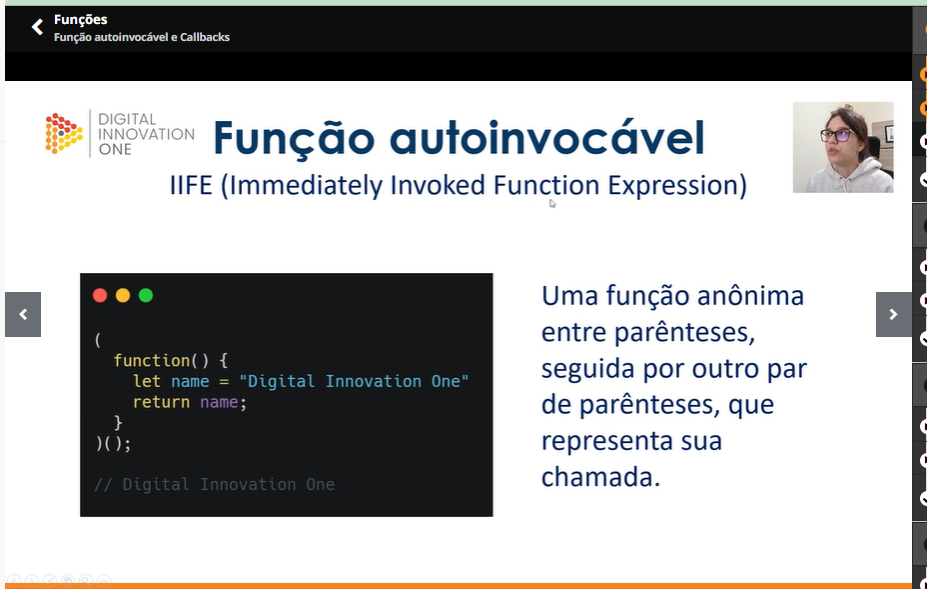 Funções
Função autoinvocável e Callbacks
DIGITAL
INNOVATION
ONE
Função autoinvocável
IIFE (Immediately Invoked Function Expression)
(
function() {
let name = "Digital Innovation One"
return name;
}
)();
// Digital Innovation One
Uma função anônima
entre parênteses,
seguida por outro par
de parênteses, que
representa sua
chamada.